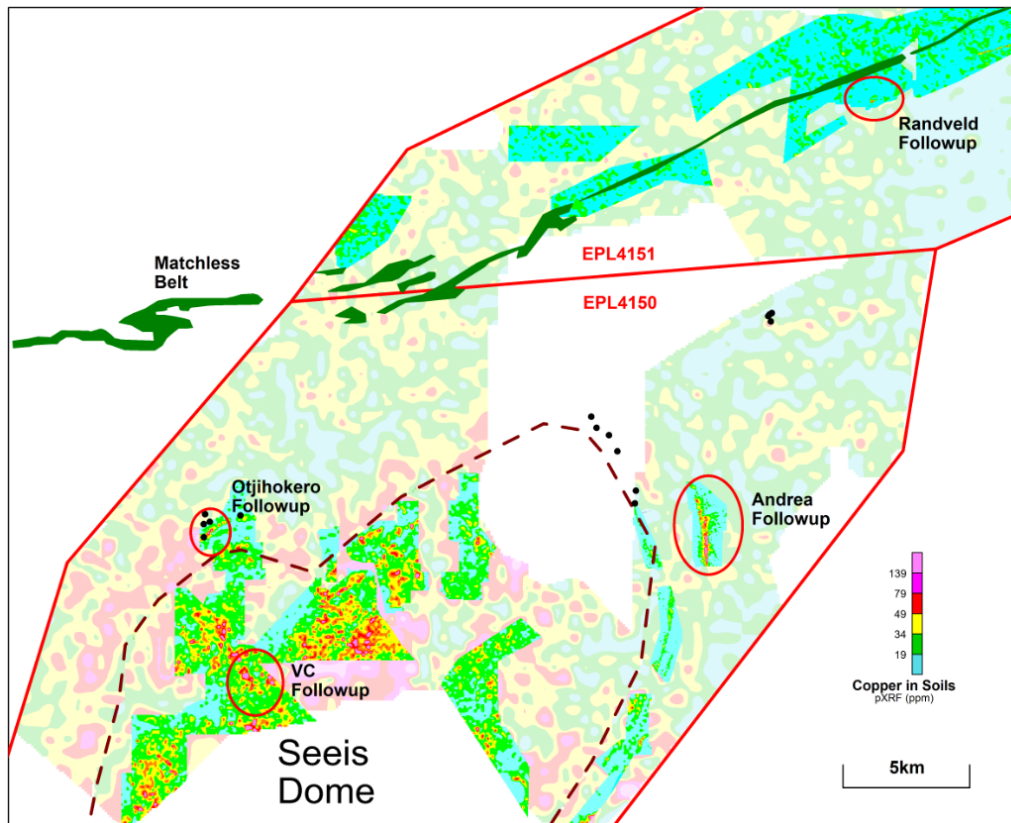 Randveld
Followup
EPL4151
Matchless
Belt
EPL4150
Otjihokero
Followup
Andrea
Followup
139
79
49
34
19
Copper in Soils
pXRF (ppm)
VC
Followup
Seeis
Dome
5km